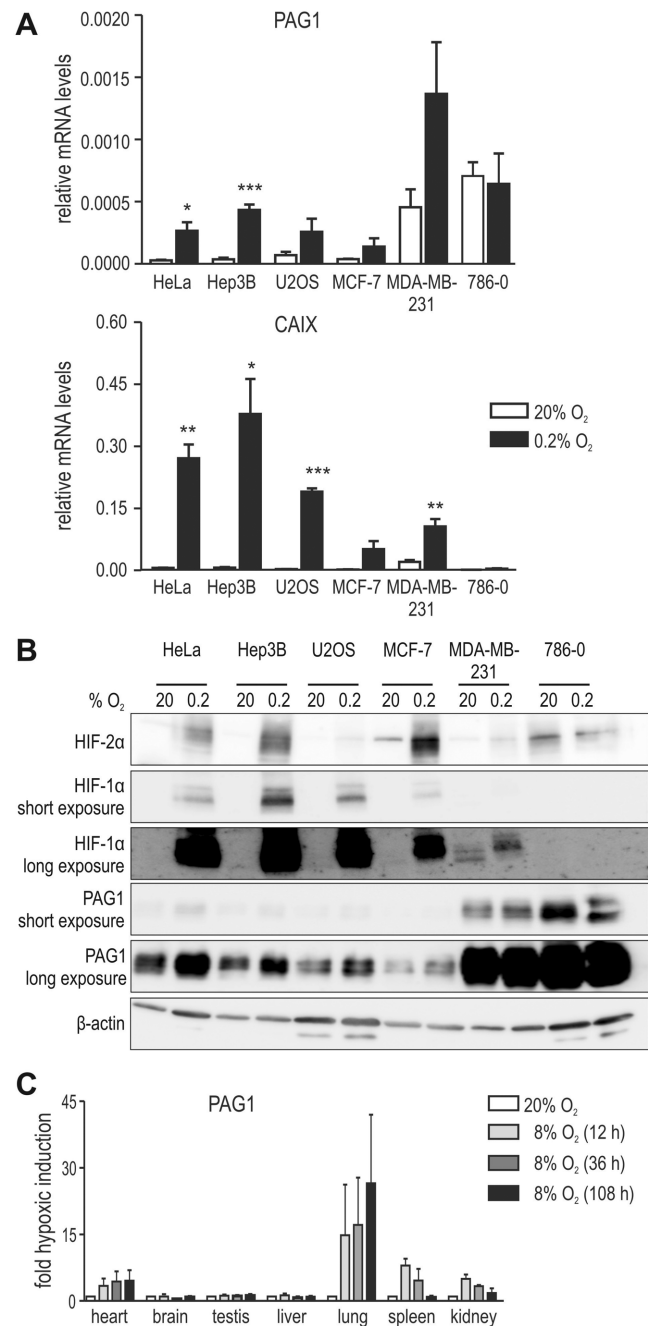 A
PAG1
relative mRNA levels
0.0020
0.0015
0.0010
0.0005
0.0000
* ***
HeLa Hep3B U2OS MCF-7 MDA-MB-231 786-0
CAIX
relative mRNA levels
0.60
0.45
0.30
0.15
0.00
** * *** **
20% O₂
0.2% O₂
HeLa Hep3B U2OS MCF-7 MDA-MB-231 786-0
B
HeLa Hep3B U2OS MCF-7 MDA-MB-231 786-0
% O₂ 20 0.2 20 0.2 20 0.2 20 0.2 20 0.2 20 0.2
HIF-2α
HIF-1α
short exposure
HIF-1α
long exposure
PAG1
short exposure
PAG1
long exposure
β-actin
C
PAG1
fold hypoxic induction
45
30
15
0
20% O₂
8% O₂ (12 h)
8% O₂ (36 h)
8% O₂ (108 h)
heart brain testis liver lung spleen kidney